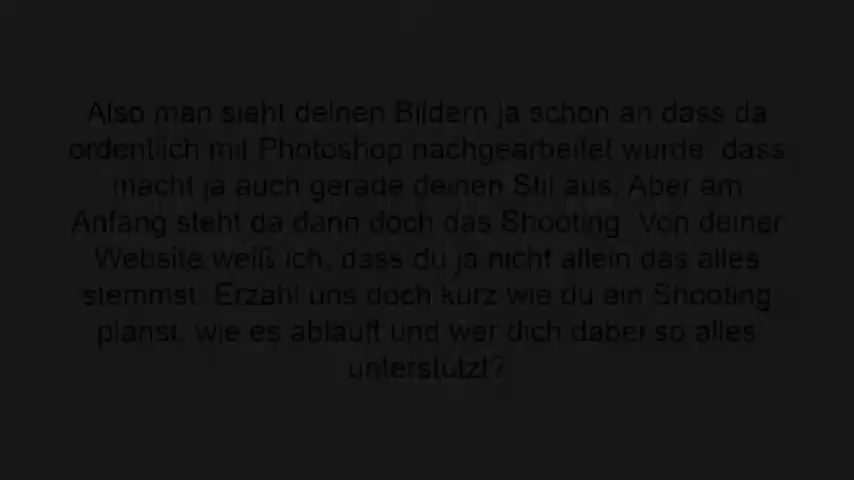 Also man sieht deinen Bildern ja schon an dass da
ordentlich mit Photoshop nachgearbeitet wurde, dass
macht ja auch gerade deinen Stil aus. Aber am
Anfang steht da dann doch das Shooting. Von deiner
Website weiß ich, dass du ja nicht allein das alles
stemmst. Erzähl uns doch kurz wie du ein Shooting
planst, wie es abläuft und wer dich dabei so alles
unterstützt?